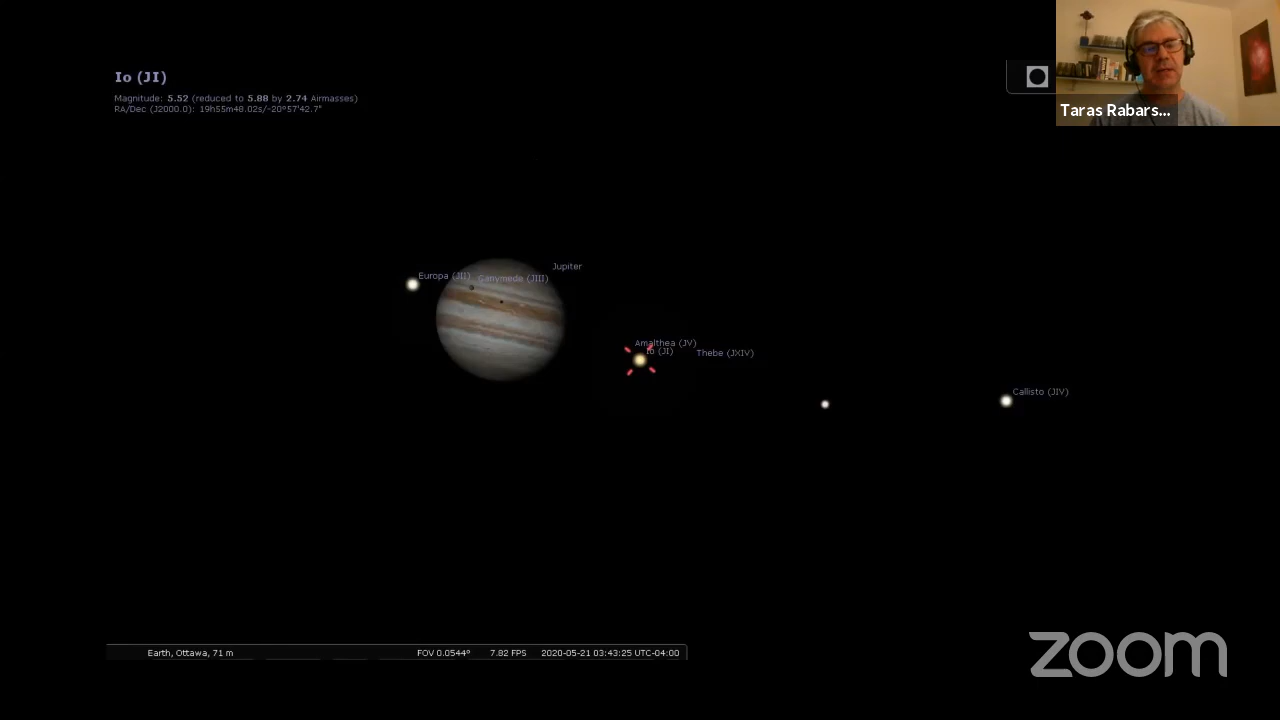 Io (JI)
Magnitude: 5.52 (reduced to 5.88 by 2.74 Airmasses)
RA/Dec (J2000.0): 19h55m48.02s/-20°57'42.7"
Taras Rabars...
Jupiter
Europa (JII)
Ganymede (JIII)
Amalthea (JV)
Io (JI)
Thebe (JXIV)
Callisto (JIV)
Earth, Ottawa, 71 m
FOV 0.0544°
7.82 FPS
2020-05-21 03:43:25 UTC-04:00
zoom